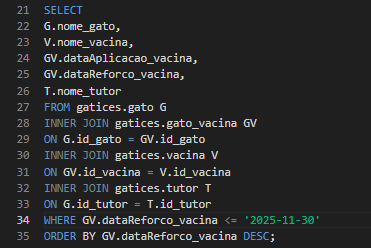 21 SELECT
22 G.nome_gato,
23 V.nome_vacina,
24 GV.dataAplicacao_vacina,
25 GV.dataReforco_vacina,
26 T.nome_tutor
27 FROM gatices.gato G
28 INNER JOIN gatices.gato_vacina GV
29 ON G.id_gato = GV.id_gato
30 INNER JOIN gatices.vacina V
31 ON GV.id_vacina = V.id_vacina
32 INNER JOIN gatices.tutor T
33 ON G.id_tutor = T.id_tutor
34 WHERE GV.dataReforco_vacina <= '2025-11-30'
35 ORDER BY GV.dataReforco_vacina DESC;